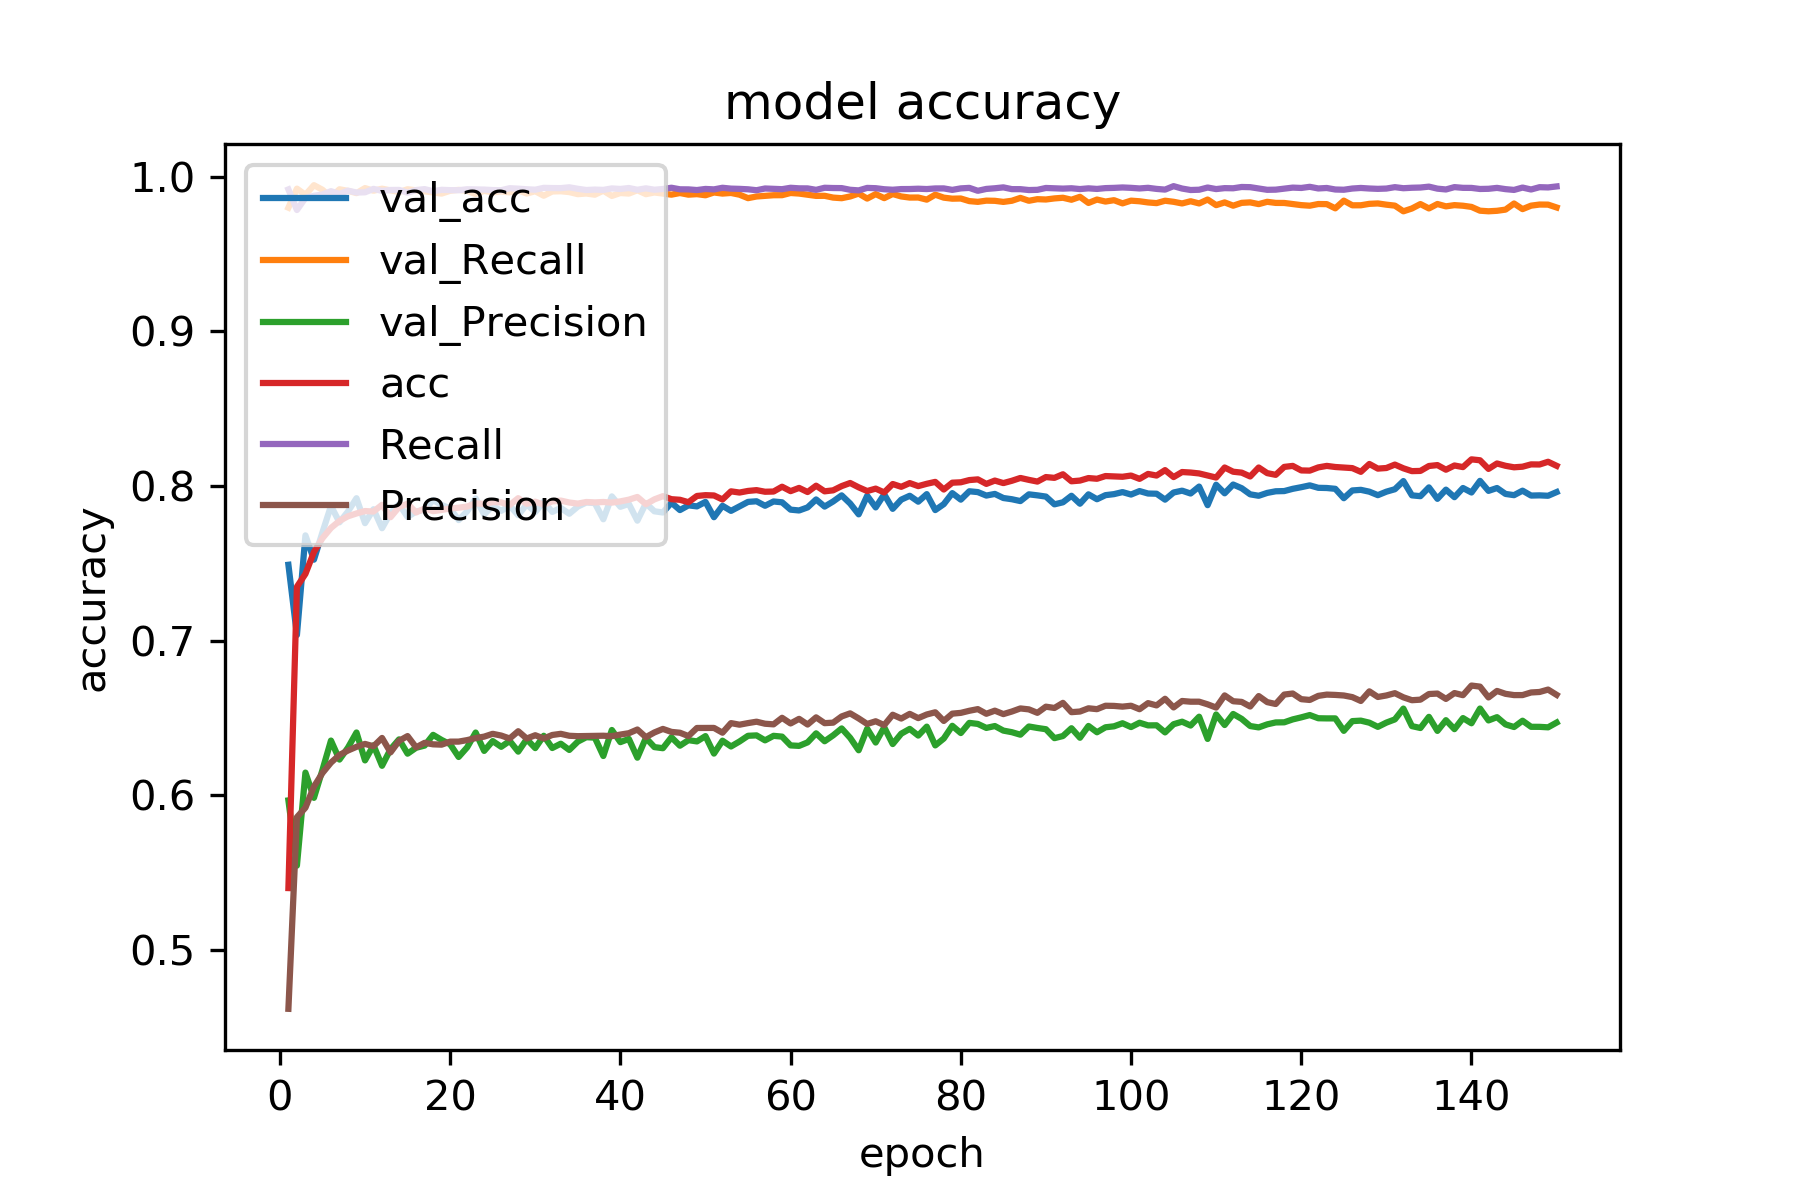 model accuracy
accuracy
1.0
0.9
0.8
0.7
0.6
0.5
val_acc
val_Recall
val_Precision
acc
Recall
Precision
0 20 40 60 80 100 120 140
epoch